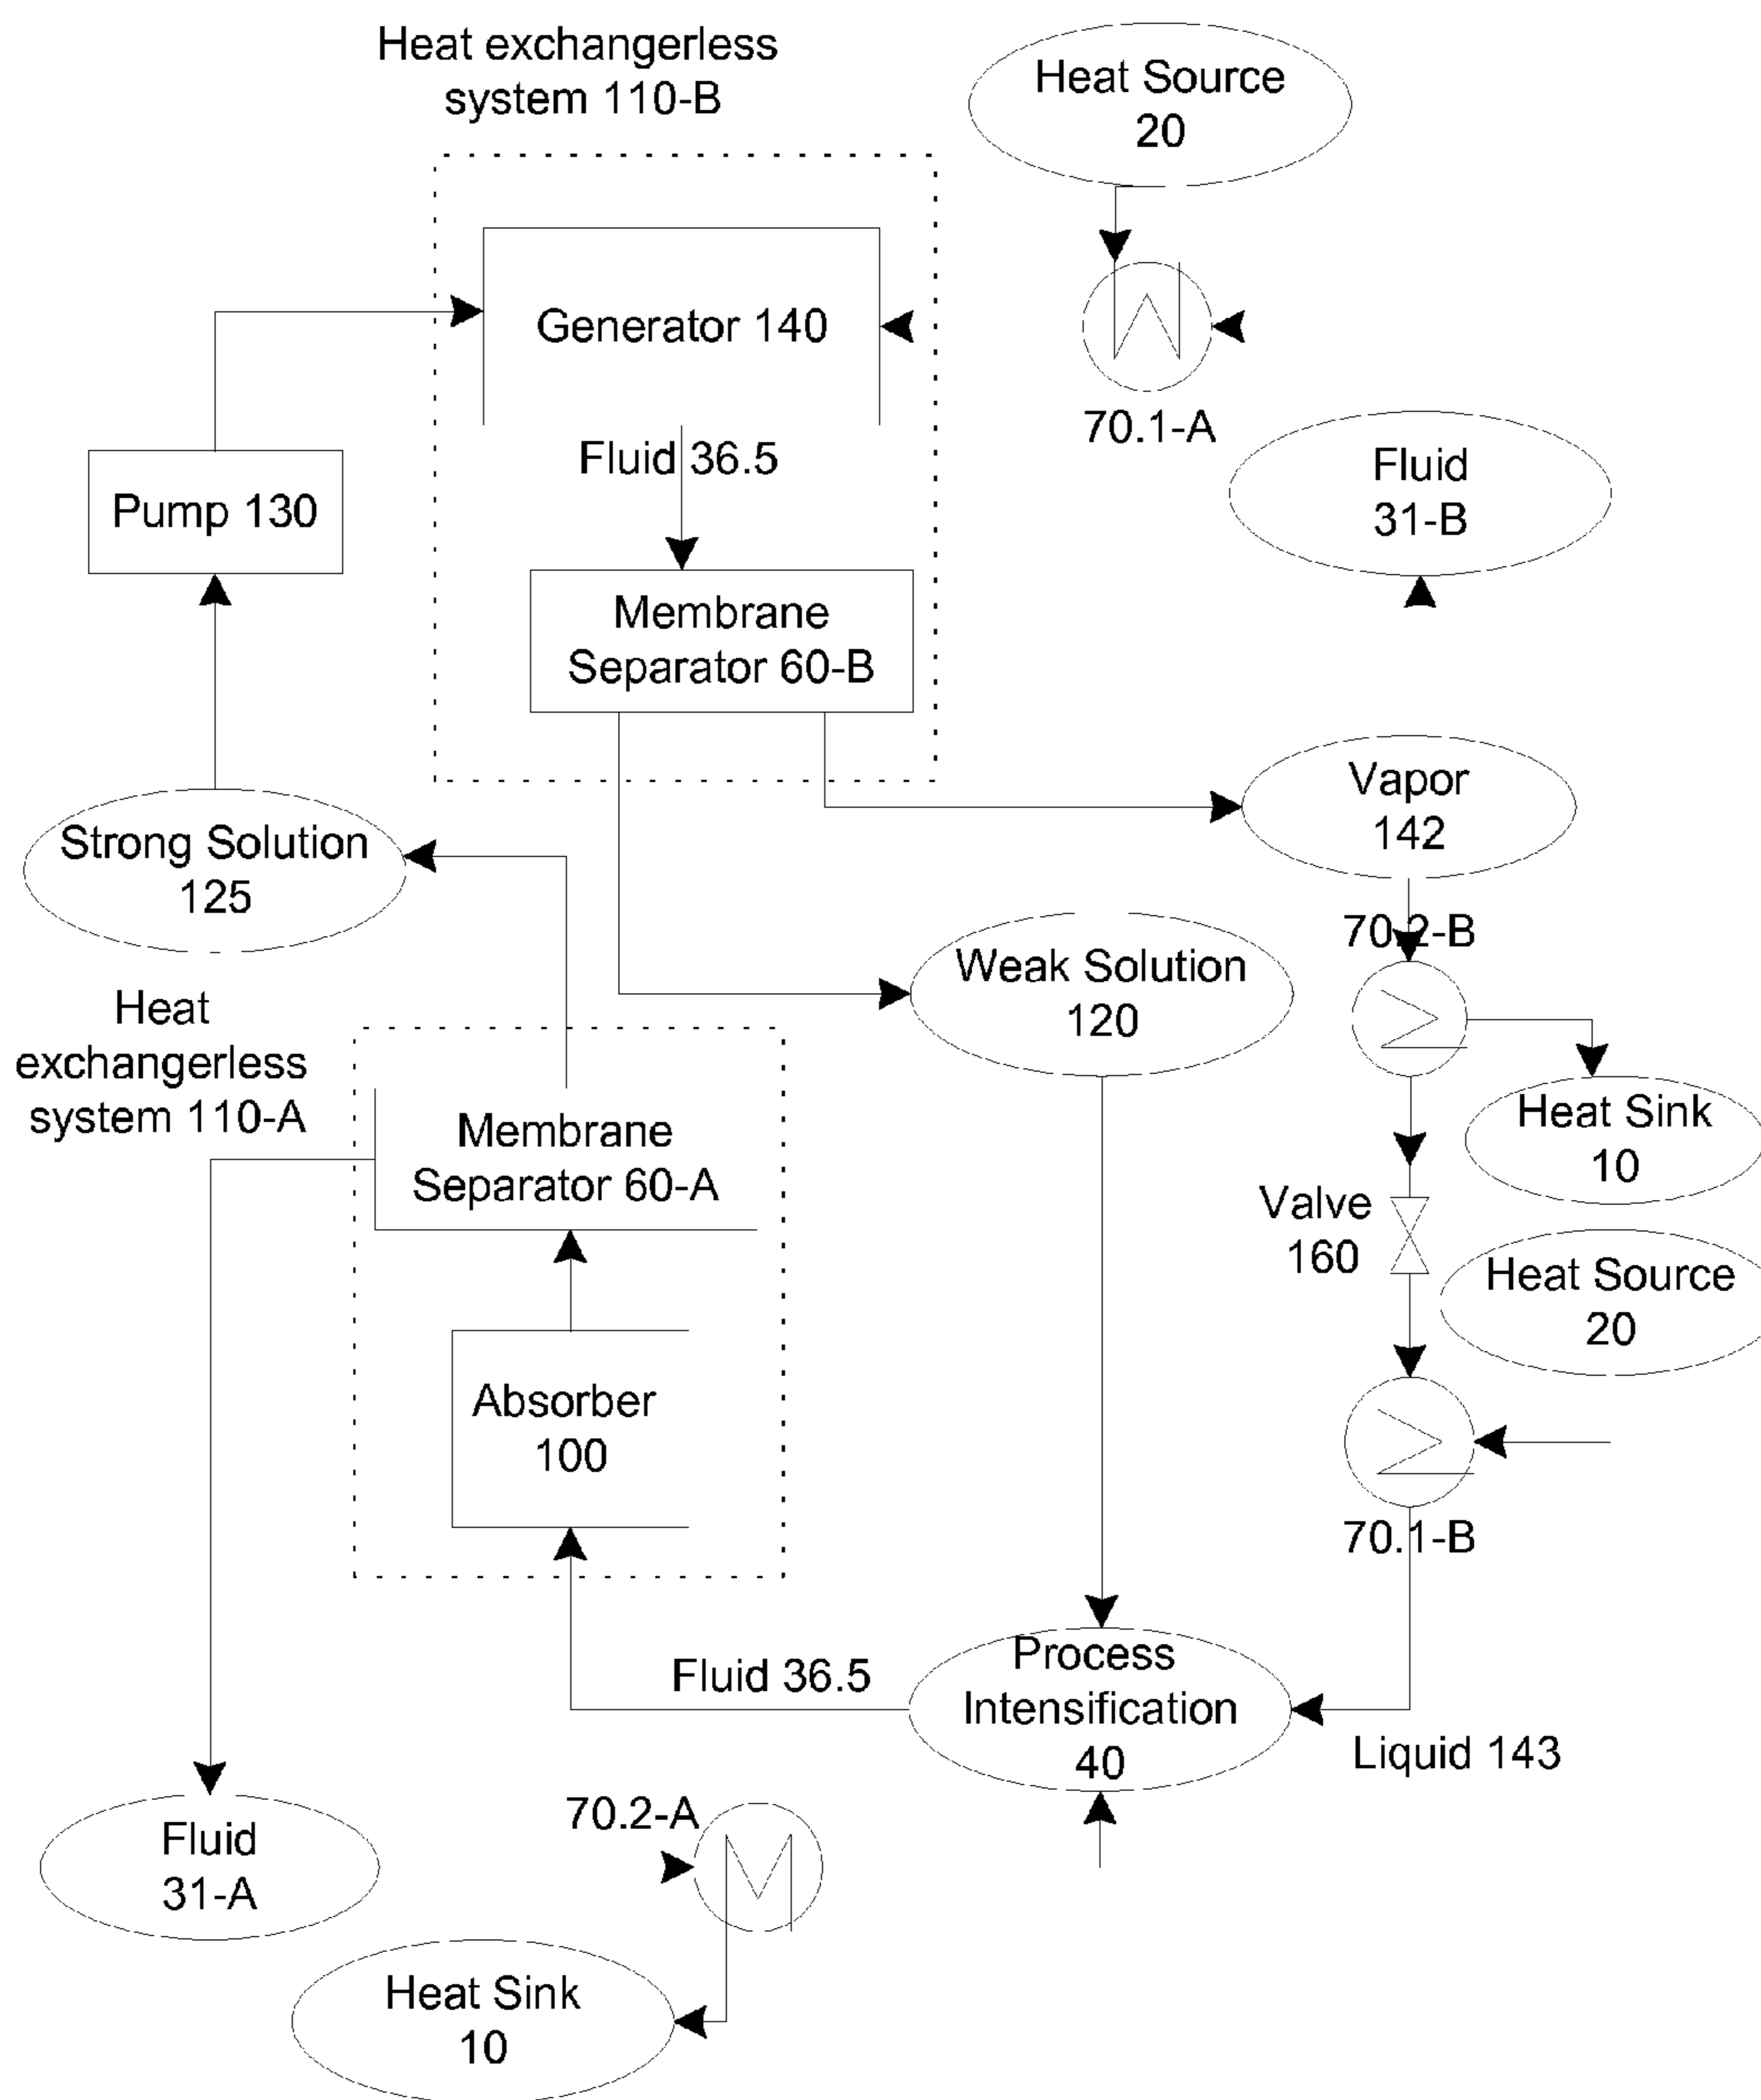 Heat exchangerless
system 110-B
Heat Source
20
Generator 140
70.1-A
Fluid 36.5
Fluid
31-B
Pump 130
Membrane
Separator 60-B
Vapor
142
Strong Solution
125
70.2-B
Weak Solution
120
Heat
exchangerless
system 110-A
Heat Sink
10
Membrane
Separator 60-A
Valve
160
Heat Source
20
Absorber
100
70.1-B
Process
Intensification
40
Fluid 36.5
Liquid 143
70.2-A
Fluid
31-A
Heat Sink
10